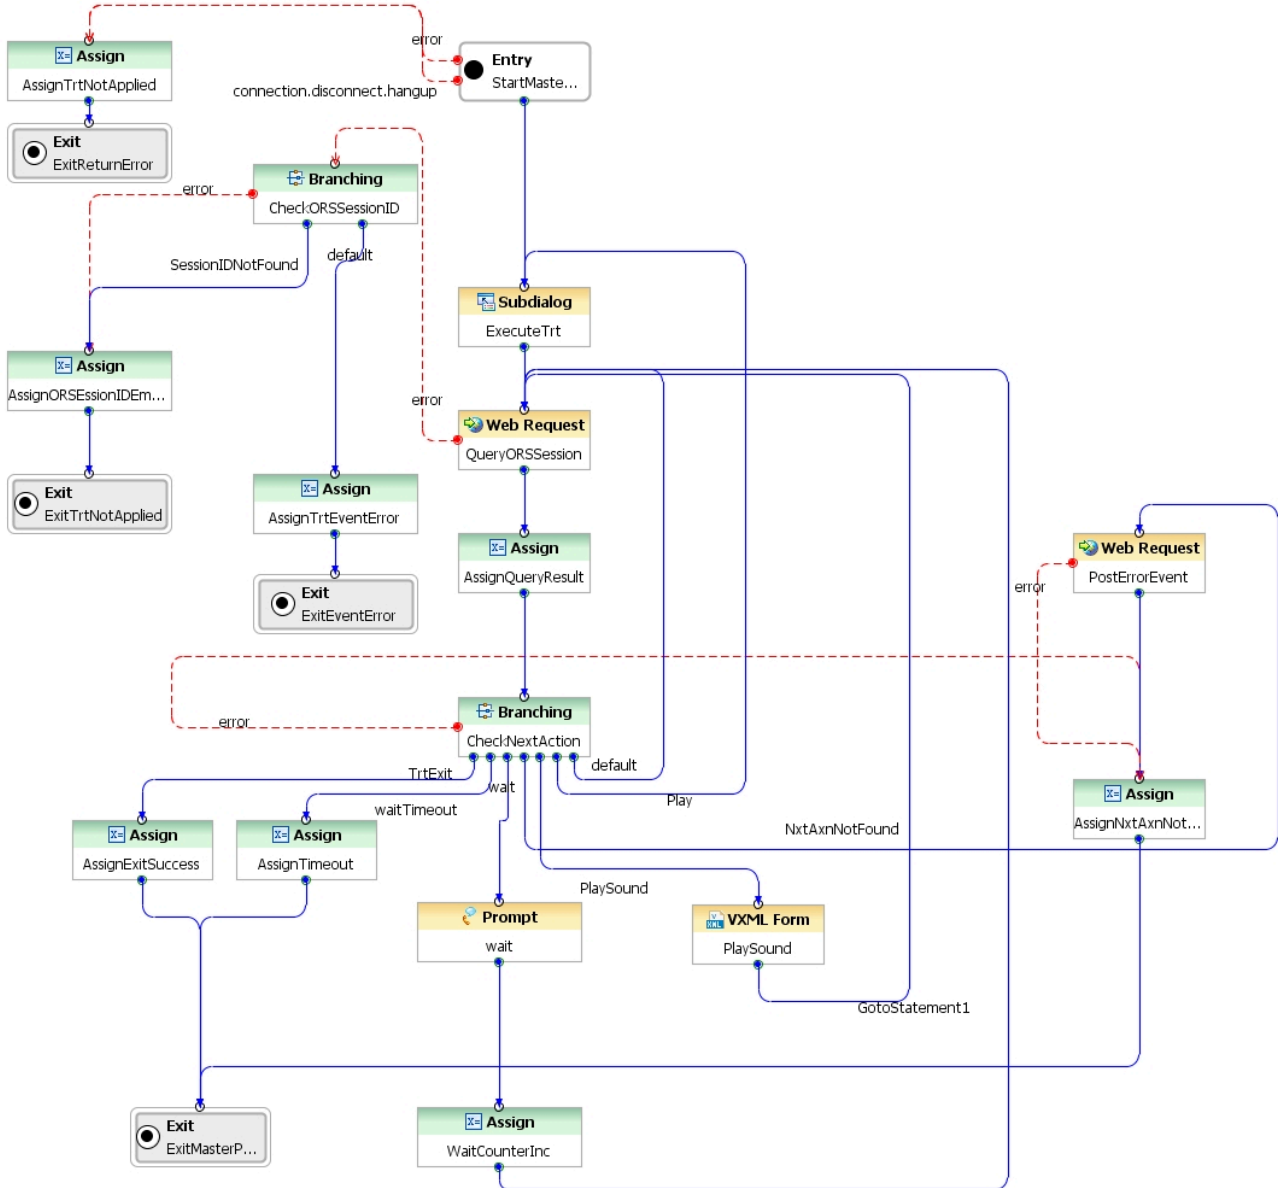 error
Entry
StartMaste...
connection.disconnect.hangup
X= Assign
AssignTrtNotApplied
Exit
ExitReturnError
Branching
CheckORSSessionID
error
SessionIDNotFound
default
Subdialog
ExecuteTrt
X= Assign
AssignORSEssionIDEm...
error
Web Request
QueryORSSession
Exit
ExitTrtNotApplied
X= Assign
AssignTrtEventError
X= Assign
AssignQueryResult
Web Request
PostErrorEvent
error
Exit
ExitEventError
Branching
CheckNextAction
error
TrtExit
waitTimeout
wait
default
Play
X= Assign
AssignExitSuccess
X= Assign
AssignTimeout
NxtAxnNotFound
X= Assign
AssignNxtAxnNot...
PlaySound
Prompt
wait
V
XML
VXML Form
PlaySound
GotoStatement1
Exit
ExitMasterP...
X= Assign
WaitCounterInc